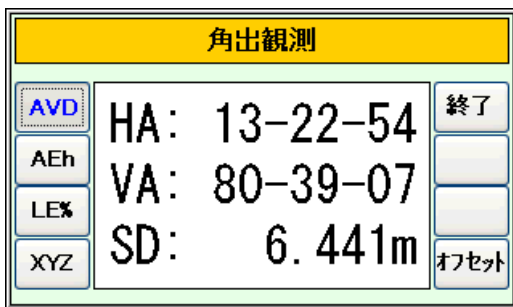 角出観測
AVD
AEh
LE%
XYZ
HA: 13-22-54
VA: 80-39-07
SD: 6.441m
終了
オフセット